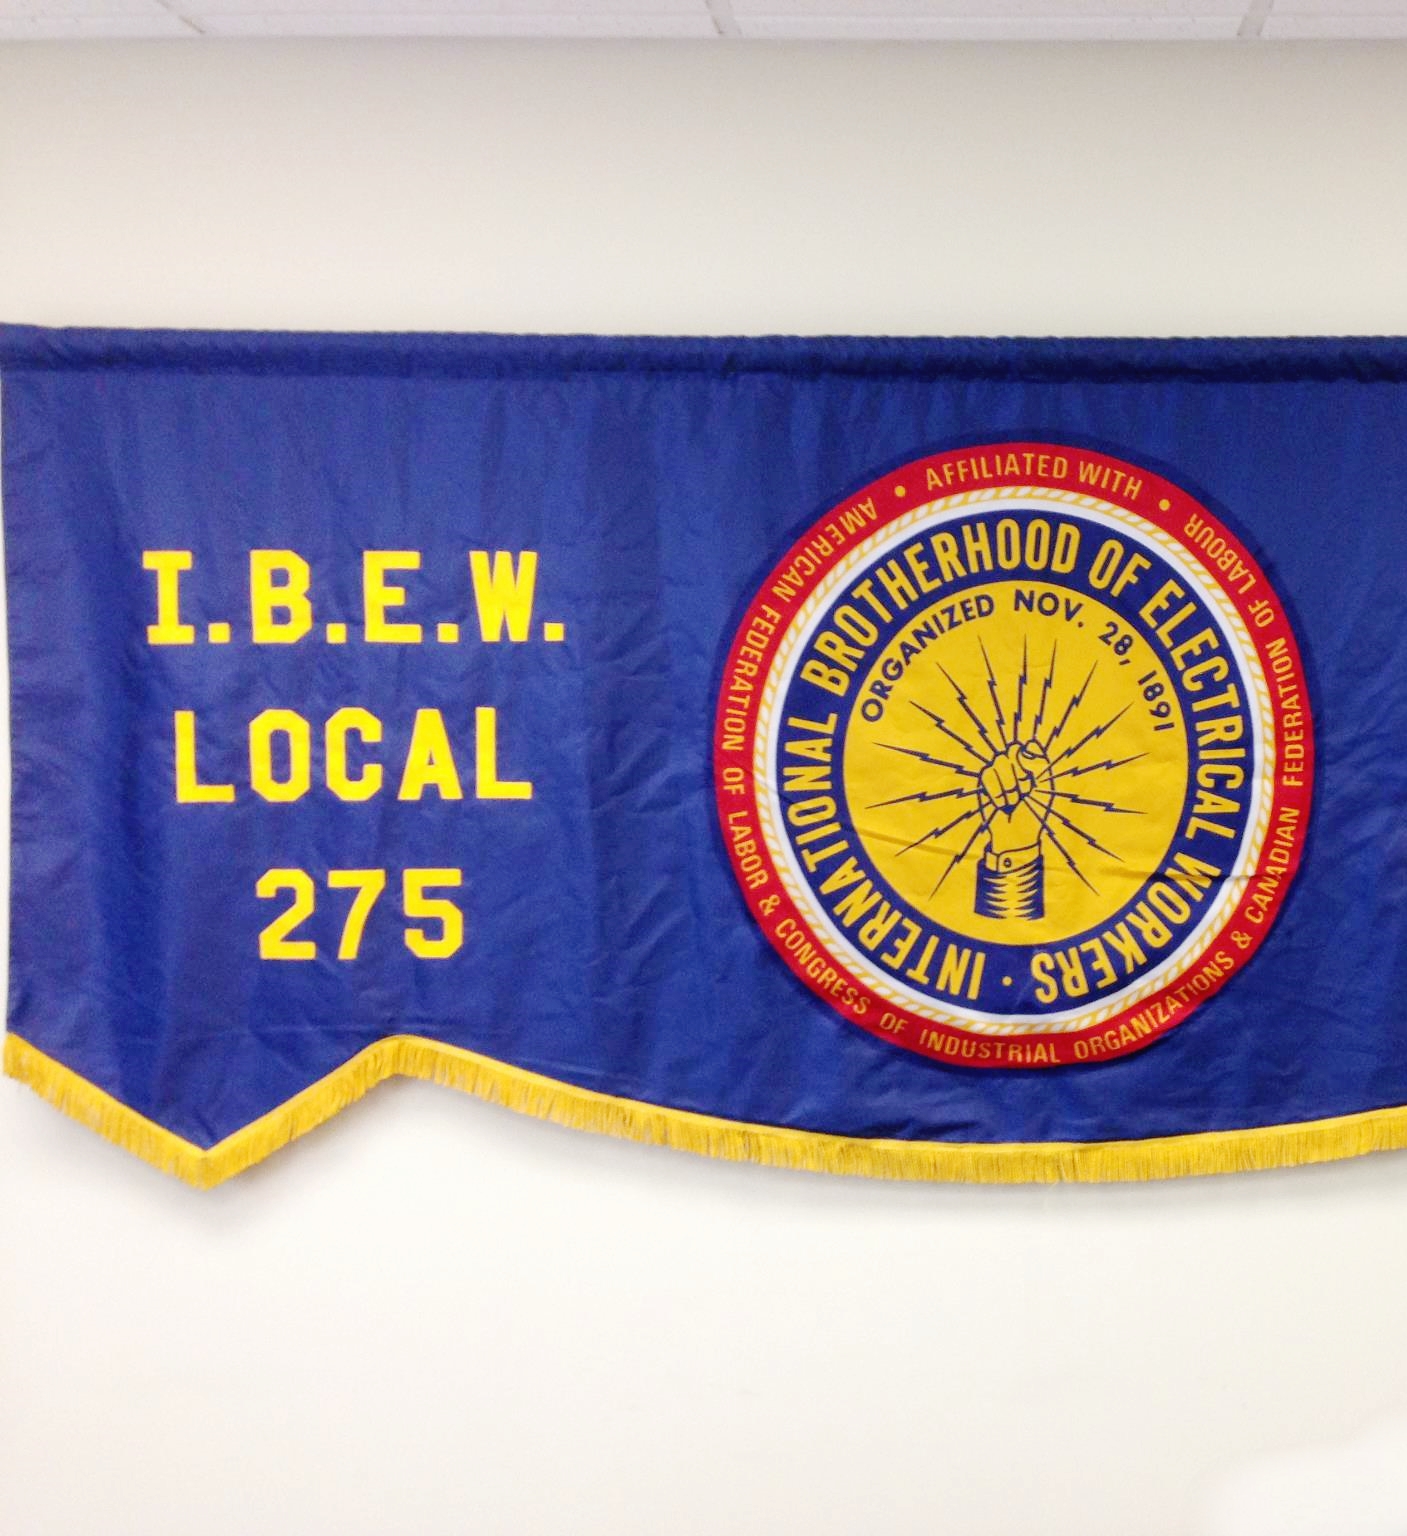 I.B.E.W.
LOCAL
275
AFFILIATED WITH • AMERICAN FEDERATION OF LABOR & CONGRESS OF INDUSTRIAL ORGANIZATIONS & CANADIAN FEDERATION OF LABOUR •
INTERNATIONAL BROTHERHOOD OF ELECTRICAL WORKERS •
ORGANIZED NOV. 28, 1891